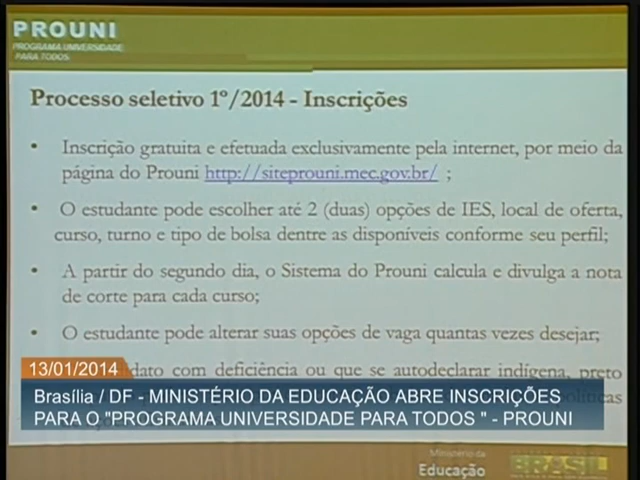 PROUNI
PROGRAMA UNIVERSIDADE
PARA TODOS
Processo seletivo 1º/2014 - Inscrições
• Inscrição gratuita e efetuada exclusivamente pela internet, por meio da
página do Prouni http://siteprouni.mec.gov.br/ ;
• O estudante pode escolher até 2 (duas) opções de IES, local de oferta,
curso, turno e tipo de bolsa dentre as disponíveis conforme seu perfil;
• A partir do segundo dia, o Sistema do Prouni calcula e divulga a nota
de corte para cada curso;
• O estudante pode alterar suas opções de vaga quantas vezes desejar;
dato com deficiência ou que se autodeclarar indígena, preto
13/01/2014
Brasília / DF - MINISTÉRIO DA EDUCAÇÃO ABRE INSCRIÇÕES
PARA O "PROGRAMA UNIVERSIDADE PARA TODOS " - PROUNI
Ministério da
Educação
BRASIL